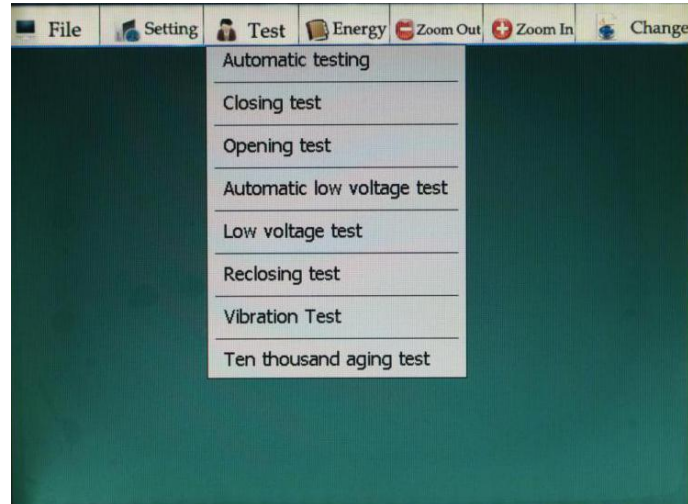 File Setting Test Energy Zoom Out Zoom In Change
Automatic testing
Closing test
Opening test
Automatic low voltage test
Low voltage test
Reclosing test
Vibration Test
Ten thousand aging test